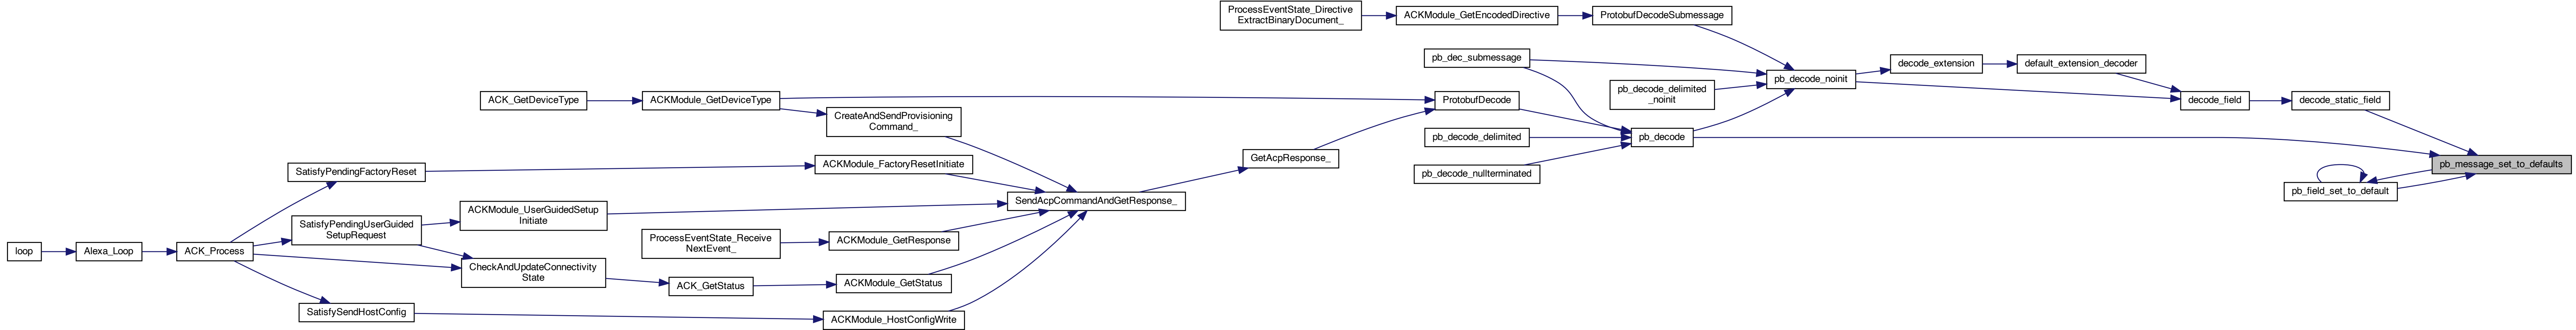 ProcessEventState_Directive
ExtractBinaryDocument_
ACKModule_GetEncodedDirective
ProtobufDecodeSubmessage
pb_dec_submessage
pb_decode_noinit
decode_extension
default_extension_decoder
pb_decode_delimited
_noinit
ACK_GetDeviceType
ACKModule_GetDeviceType
ProtobufDecode
decode_field
decode_static_field
CreateAndSendProvisioning
Command_
pb_decode_delimited
pb_decode
GetAcpResponse_
pb_message_set_to_defaults
SatisfyPendingFactoryReset
ACKModule_FactoryResetInitiate
pb_decode_nullterminated
pb_field_set_to_default
SendAcpCommandAndGetResponse_
ACKModule_UserGuidedSetup
Initiate
SatisfyPendingUserGuided
SetupRequest
ProcessEventState_Receive
NextEvent_
ACKModule_GetResponse
loop
Alexa_Loop
ACK_Process
CheckAndUpdateConnectivity
State
ACK_GetStatus
ACKModule_GetStatus
SatisfySendHostConfig
ACKModule_HostConfigWrite